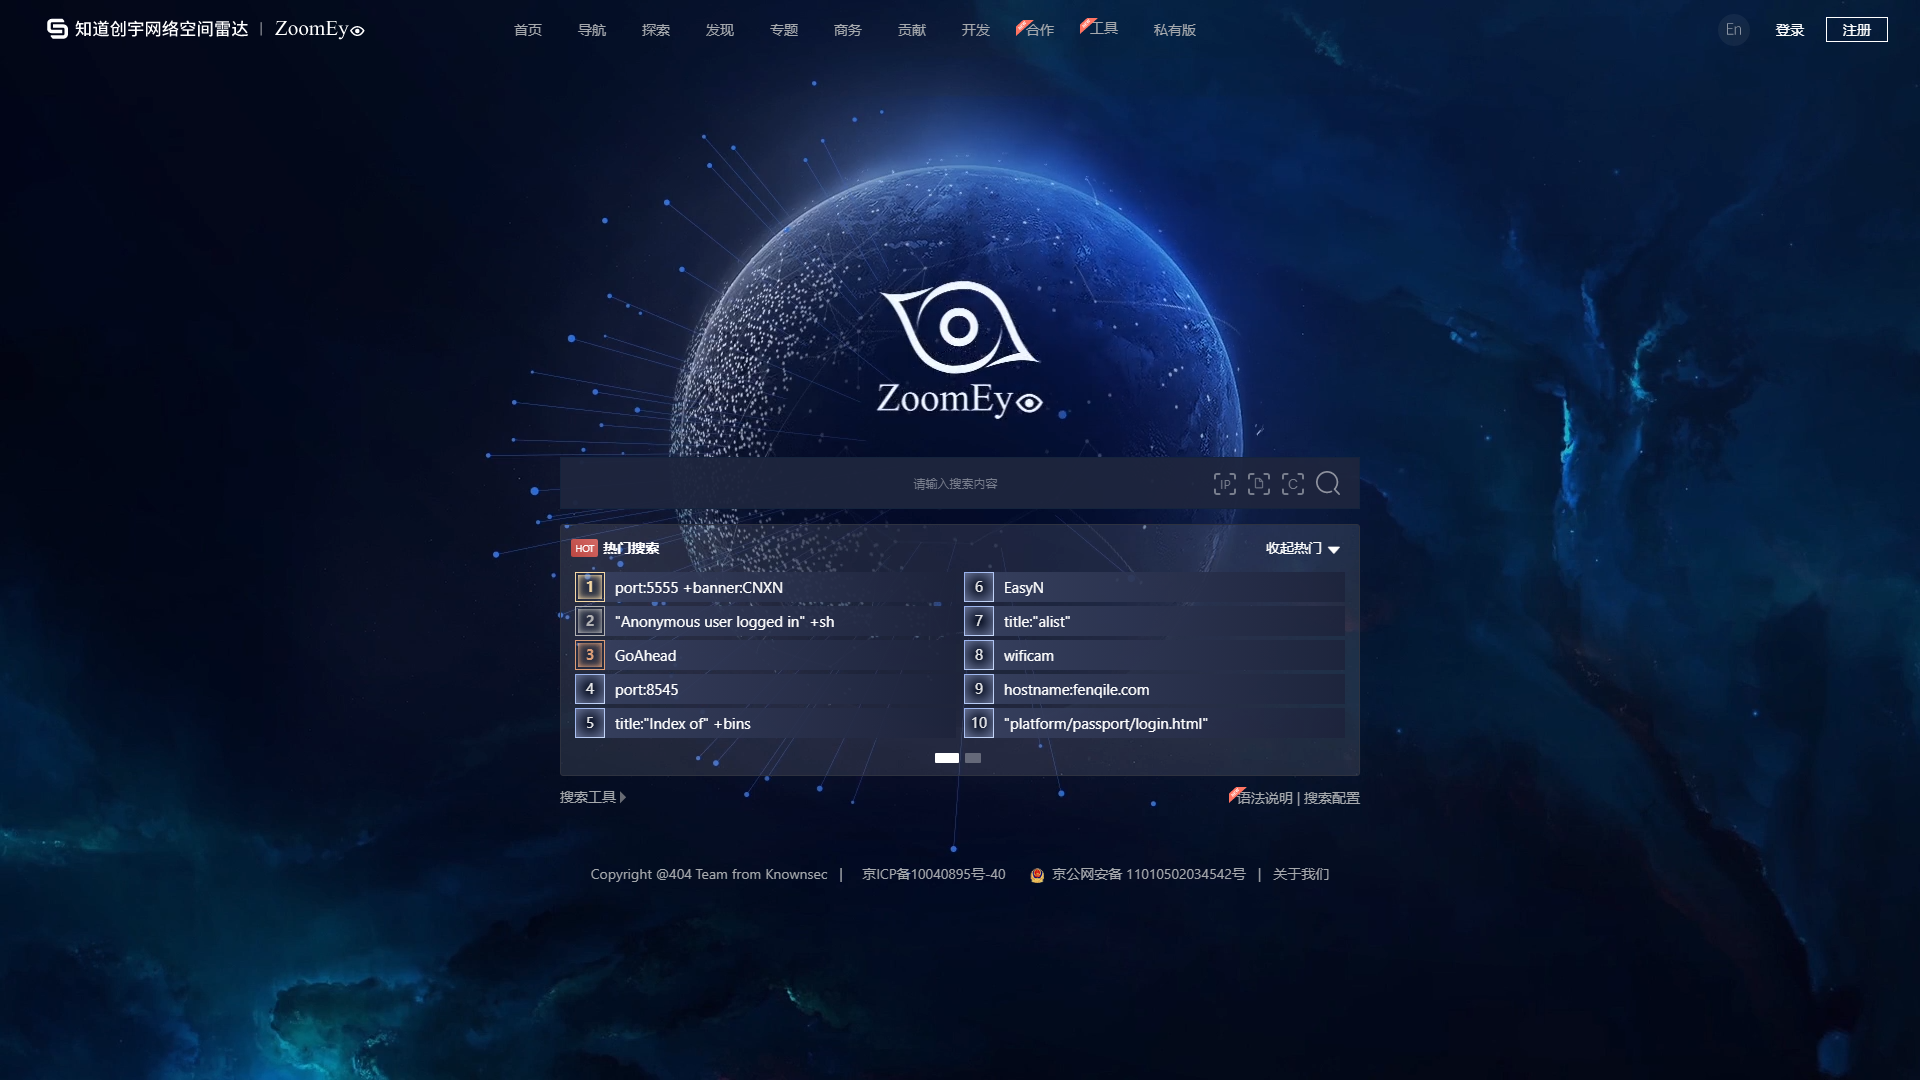 知道创宇网络空间雷达 | ZoomEye
首页 导航 探索 发现 专题 商务 贡献 开发 合作 工具 私有版
En 登录 注册
ZoomEye
请输入搜索内容
IP D C
HOT 热门搜索 收起热门
1 port:5555 +banner:CNXN
2 "Anonymous user logged in" +sh
3 GoAhead
4 port:8545
5 title:"Index of" +bins
6 EasyN
7 title:"alist"
8 wificam
9 hostname:fenqile.com
10 "platform/passport/login.html"
搜索工具 语法说明 | 搜索配置
Copyright @404 Team from Knownsec | 京ICP备10040895号-40 京公网安备 11010502034542号 | 关于我们